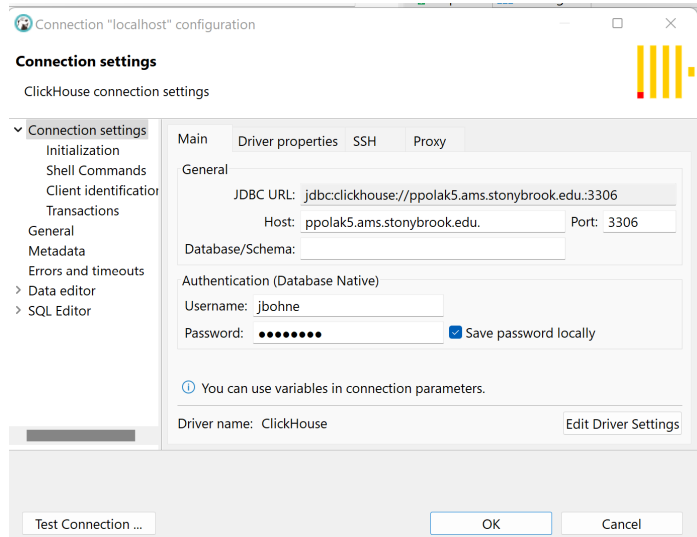 Connection "localhost" configuration
Connection settings
ClickHouse connection settings
Connection settings
Initialization
Shell Commands
Client identification
Transactions
General
Metadata
Errors and timeouts
Data editor
SQL Editor
Main Driver properties SSH Proxy
General
JDBC URL: jdbc:clickhouse://ppolak5.ams.stonybrook.edu.:3306
Host: ppolak5.ams.stonybrook.edu. Port: 3306
Database/Schema:
Authentication (Database Native)
Username: jbohne
Password: ●●●●●●●● Save password locally
You can use variables in connection parameters.
Driver name: ClickHouse Edit Driver Settings
Test Connection ... OK Cancel